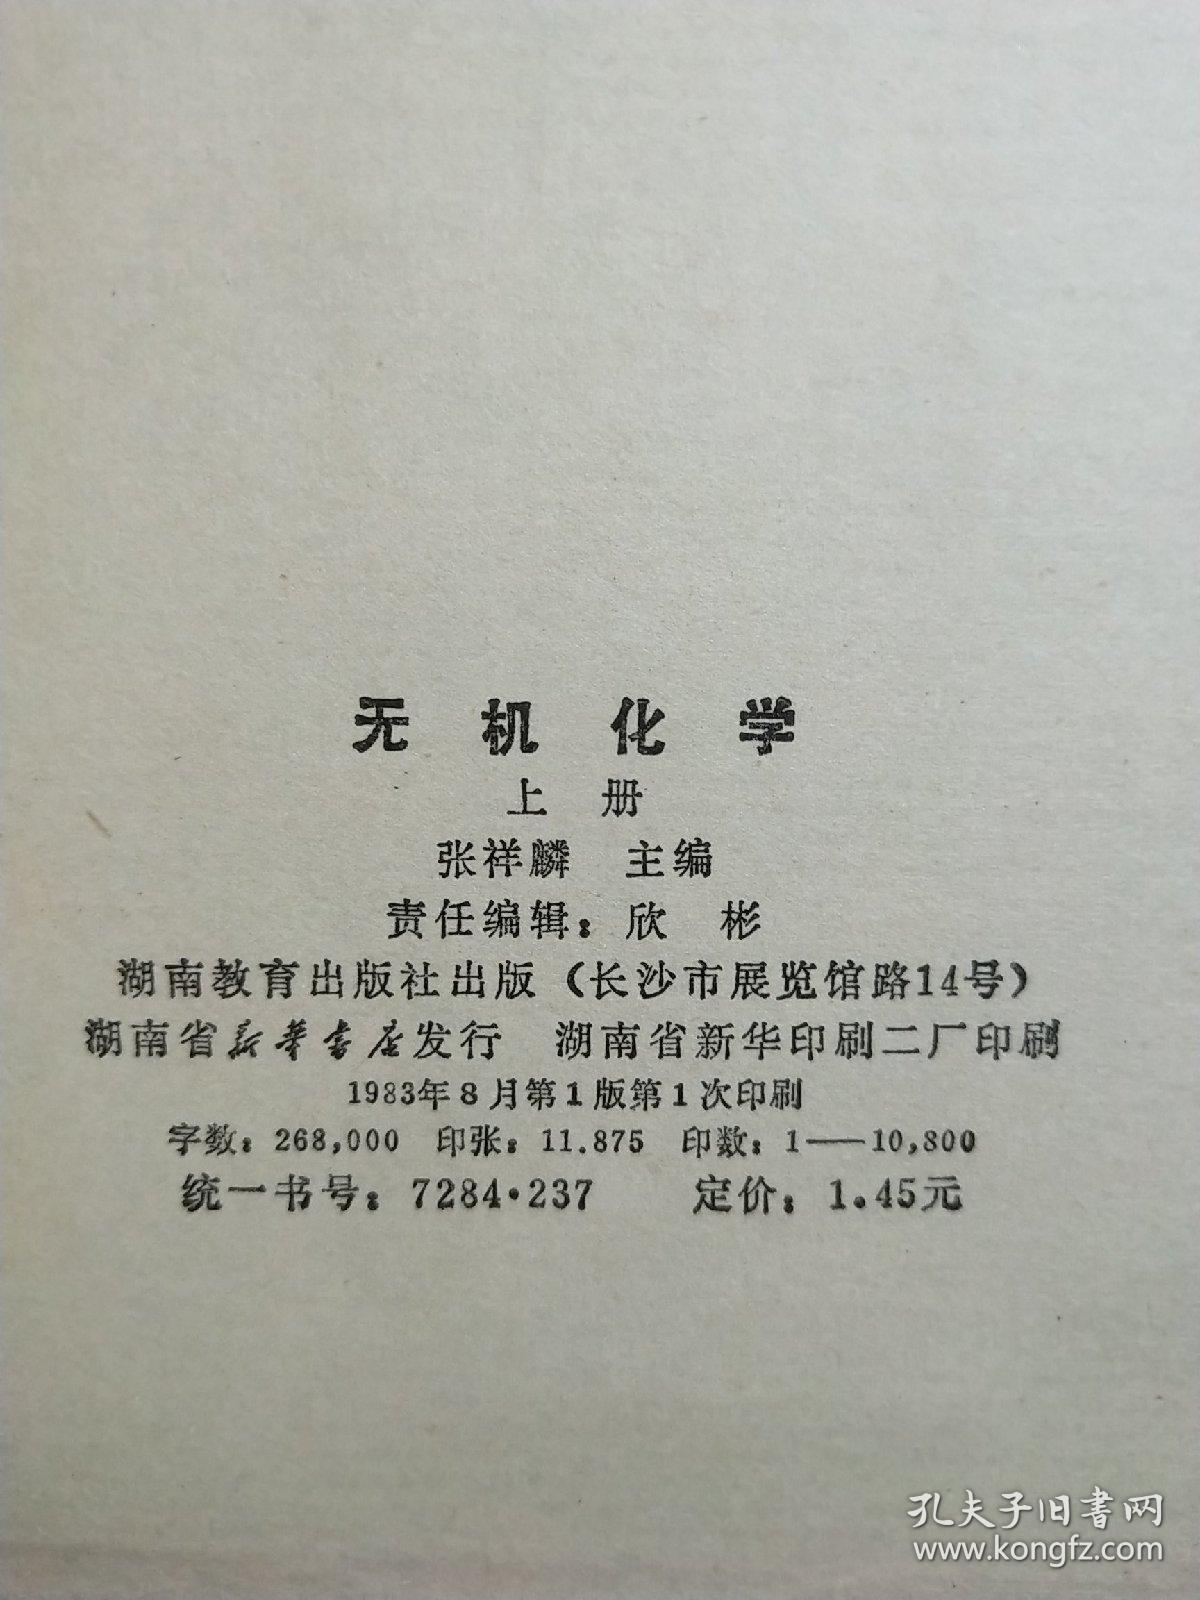 无机化学
上册
张祥麟 主编
责任编辑：欣 彬
湖南教育出版社出版（长沙市展览馆路14号）
湖南省新华书店发行 湖南省新华印刷二厂印刷
1983年8月第1版第1次印刷
字数：268,000 印张：11.875 印数：1——10,800
统一书号：7284·237 定价：1.45元
孔夫子旧书网
www.kongfz.com